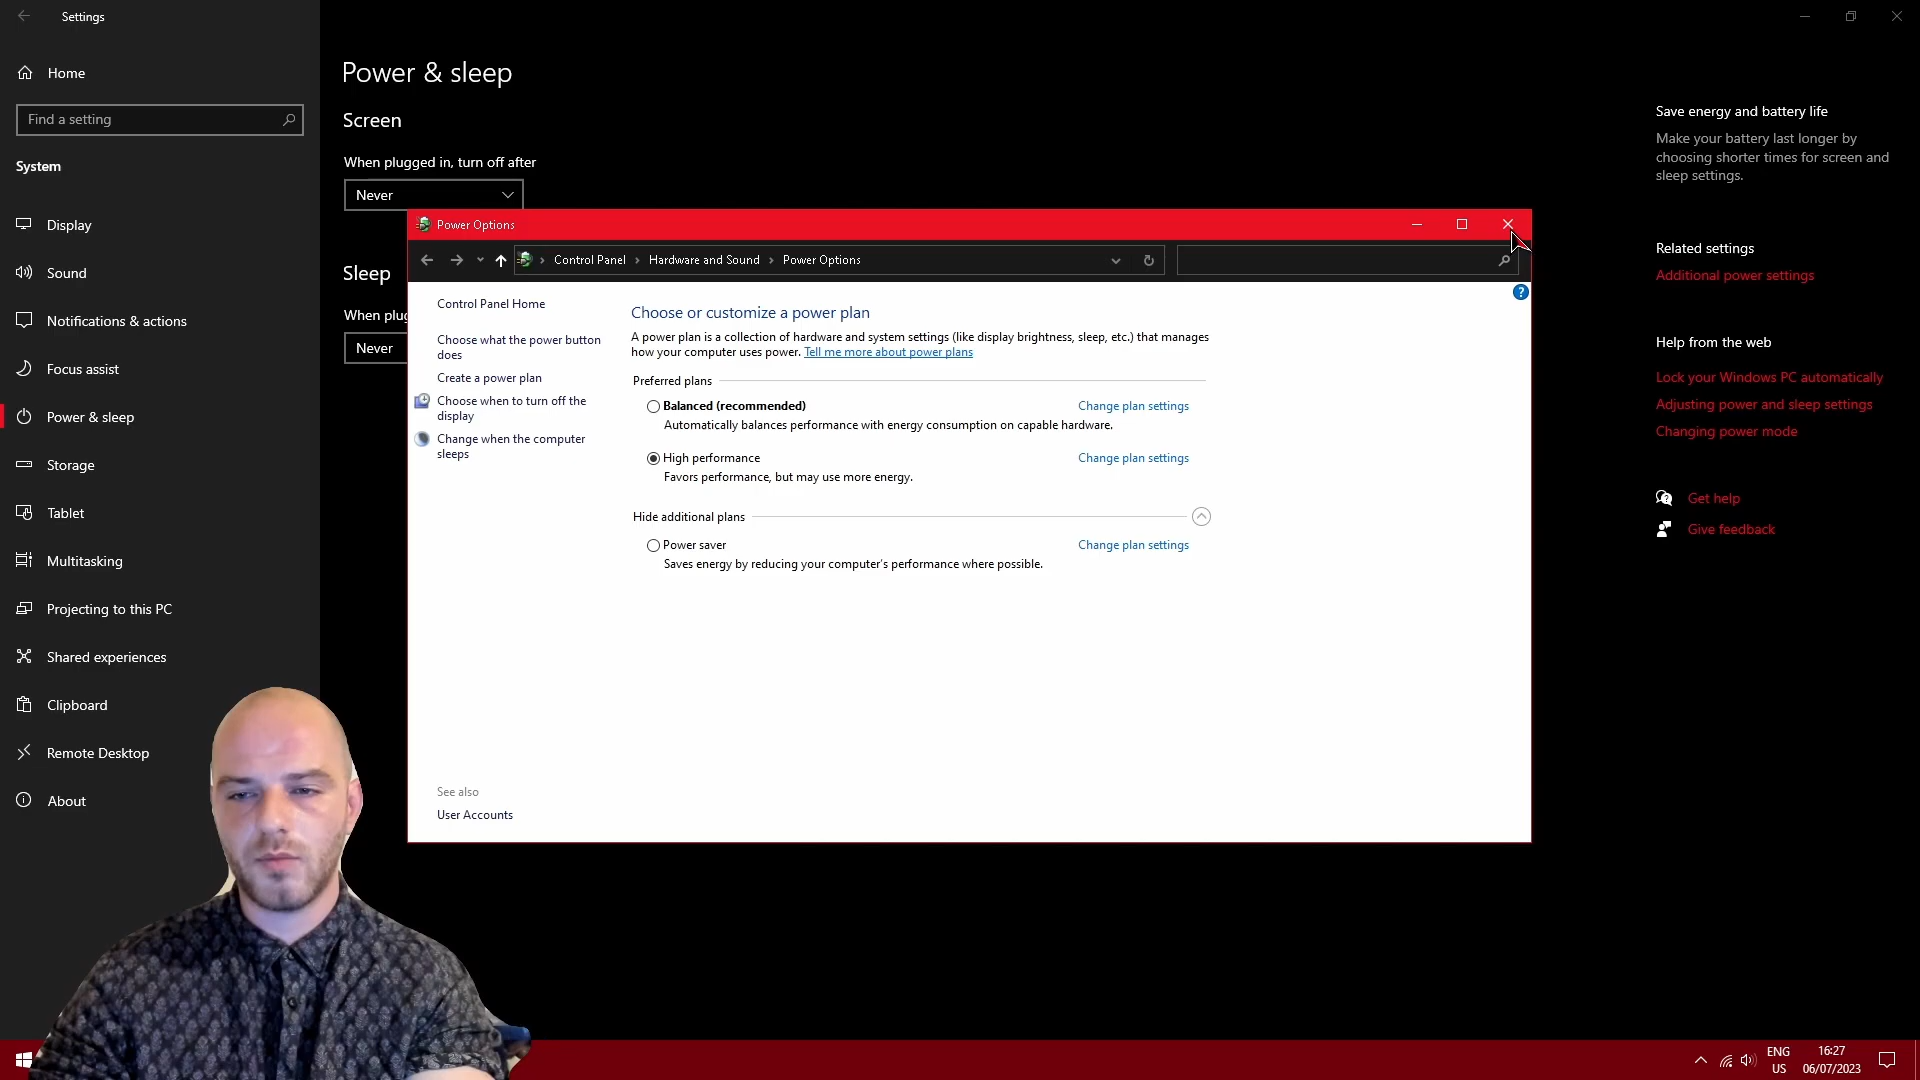 Settings
Home
Find a setting
System
Display
Sound
Notifications & actions
Focus assist
Power & sleep
Storage
Tablet
Multitasking
Projecting to this PC
Shared experiences
Clipboard
Remote Desktop
About
Power & sleep
Screen
When plugged in, turn off after
Never
Sleep
When plug
Never
Power Options
Control Panel
Hardware and Sound
Power Options
Control Panel Home
Choose what the power button
does
Create a power plan
Choose when to turn off the
display
Change when the computer
sleeps
See also
User Accounts
?
Choose or customize a power plan
A power plan is a collection of hardware and system settings (like display brightness, sleep, etc.) that manages
how your computer uses power. Tell me more about power plans
Preferred plans
Balanced (recommended) Change plan settings
Automatically balances performance with energy consumption on capable hardware.
High performance Change plan settings
Favors performance, but may use more energy.
Hide additional plans
Power saver Change plan settings
Saves energy by reducing your computer's performance where possible.
Save energy and battery life
Make your battery last longer by
choosing shorter times for screen and
sleep settings.
Related settings
Additional power settings
Help from the web
Lock your Windows PC automatically
Adjusting power and sleep settings
Changing power mode
Get help
Give feedback
ENG
US
16:27
06/07/2023